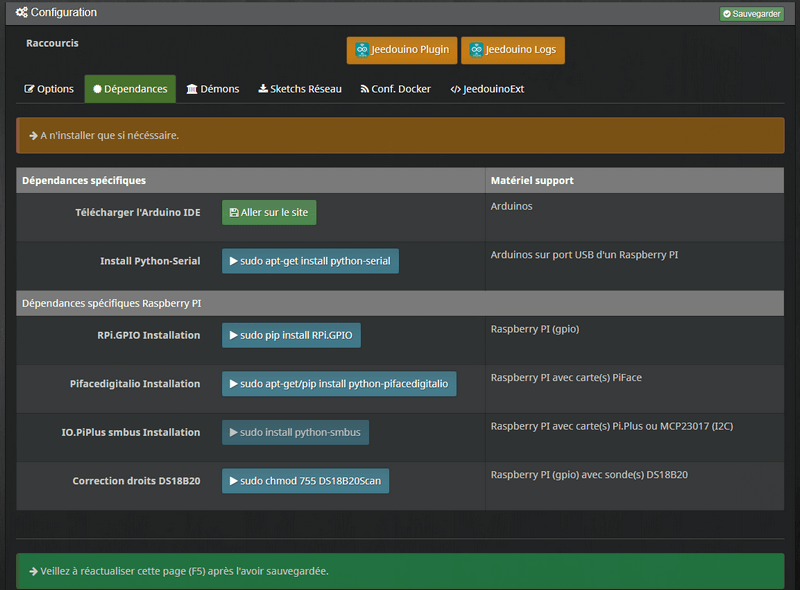 Configuration
Sauvegarder
Raccourcis
Jeedouino Plugin
Jeedouino Logs
Options
Dépendances
Démons
Sketchs Réseau
Conf. Docker
JeedouinoExt
A n'installer que si nécéssaire.
Dépendances spécifiques
Matériel support
Télécharger l'Arduino IDE
Aller sur le site
Arduinos
Install Python-Serial
sudo apt-get install python-serial
Arduinos sur port USB d'un Raspberry PI
Dépendances spécifiques Raspberry PI
RPi.GPIO Installation
sudo pip install RPi.GPIO
Raspberry PI (gpio)
Pifacedigitalio Installation
sudo apt-get/pip install python-pifacedigitalio
Raspberry PI avec carte(s) PiFace
IO.PiPlus smbus Installation
sudo install python-smbus
Raspberry PI avec carte(s) Pi.Plus ou MCP23017 (I2C)
Correction droits DS18B20
sudo chmod 755 DS18B20Scan
Raspberry PI (gpio) avec sonde(s) DS18B20
Veillez à réactualiser cette page (F5) après l'avoir sauvegardée.